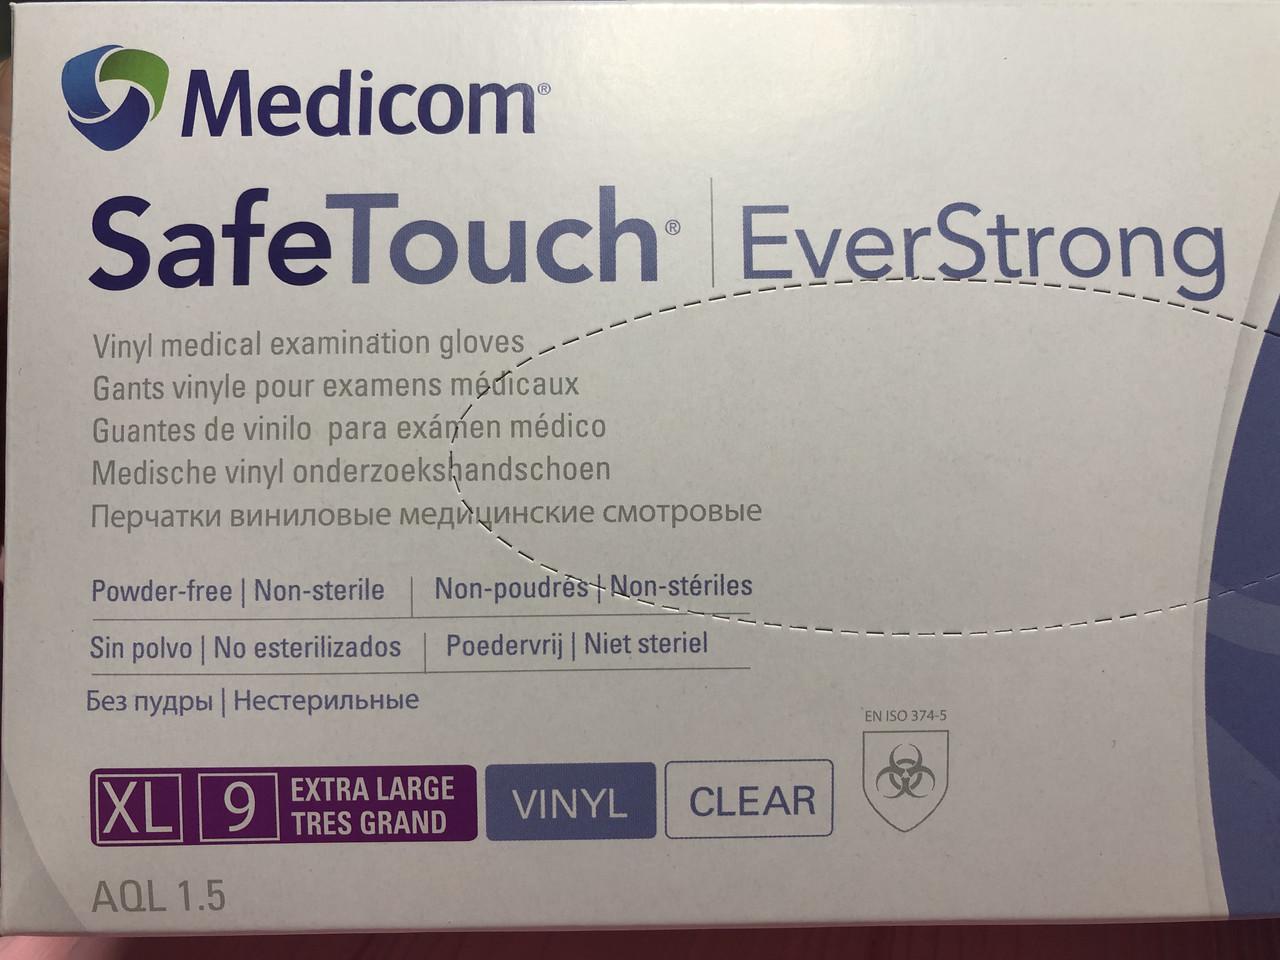 Medicom®
SafeTouch® | EverStrong
Vinyl medical examination gloves
Gants vinyle pour examens médicaux
Guantes de vinilo para exámen médico
Medische vinyl onderzoekshandschoen
Перчатки виниловые медицинские смотровые
Powder-free | Non-sterile | Non-poudrés | Non-stériles
Sin polvo | No esterilizados | Poedervrij | Niet steriel
Без пудры | Нестерильные
EN ISO 374-5
XL 9 EXTRA LARGE
TRES GRAND
VINYL
CLEAR
AQL 1.5